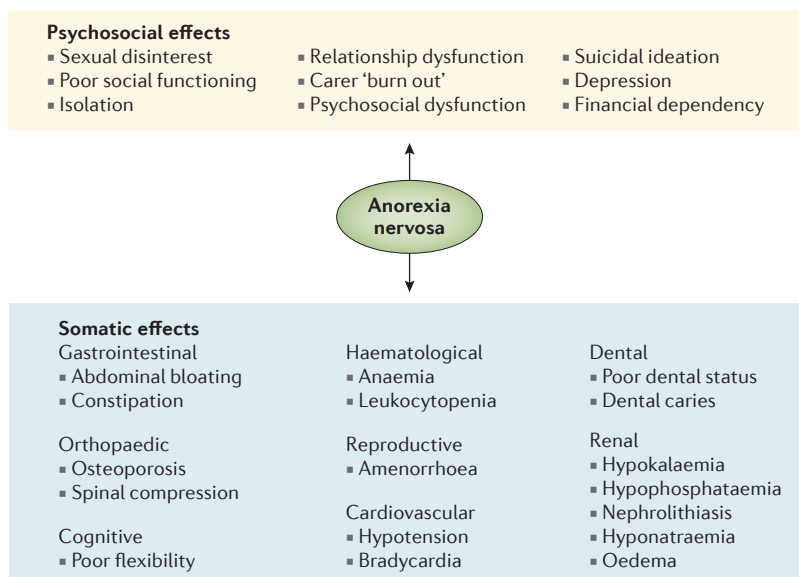 Psychosocial effects
▪ Sexual disinterest
▪ Poor social functioning
▪ Isolation
▪ Relationship dysfunction
▪ Carer ‘burn out’
▪ Psychosocial dysfunction
▪ Suicidal ideation
▪ Depression
▪ Financial dependency
Anorexia
nervosa
Somatic effects
Gastrointestinal
▪ Abdominal bloating
▪ Constipation
Orthopaedic
▪ Osteoporosis
▪ Spinal compression
Cognitive
▪ Poor flexibility
Haematological
▪ Anaemia
▪ Leukocytopenia
Reproductive
▪ Amenorrhoea
Cardiovascular
▪ Hypotension
▪ Bradycardia
Dental
▪ Poor dental status
▪ Dental caries
Renal
▪ Hypokalaemia
▪ Hypophosphataemia
▪ Nephrolithiasis
▪ Hyponatraemia
▪ Oedema